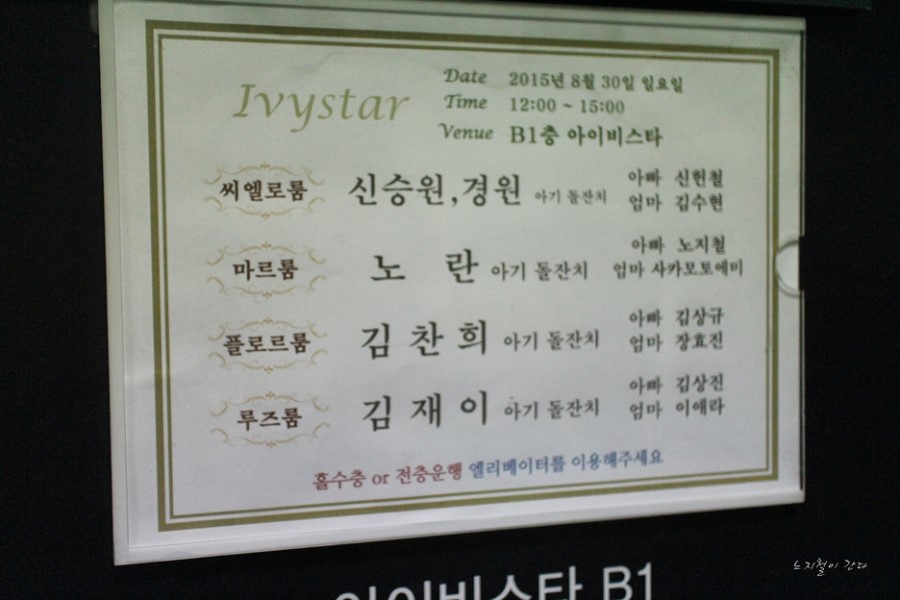 Ivystar
Date 2015년 8월 30일 일요일
Time 12:00 ~ 15:00
Venue B1층 아이비스타
씨엘로룸 신승원,경원 아기 돌잔치 아빠 신현철
엄마 김수현
마르룸 노 란 아기 돌잔치 아빠 노지철
엄마 사카모토에미
플로르룸 김찬희 아기 돌잔치 아빠 김상규
엄마 장효진
루즈룸 김재이 아기 돌잔치 아빠 김상진
엄마 이애라
홀수층 or 전층운행 엘리베이터를 이용해주세요
아이비스타 B1
노지철이 간다